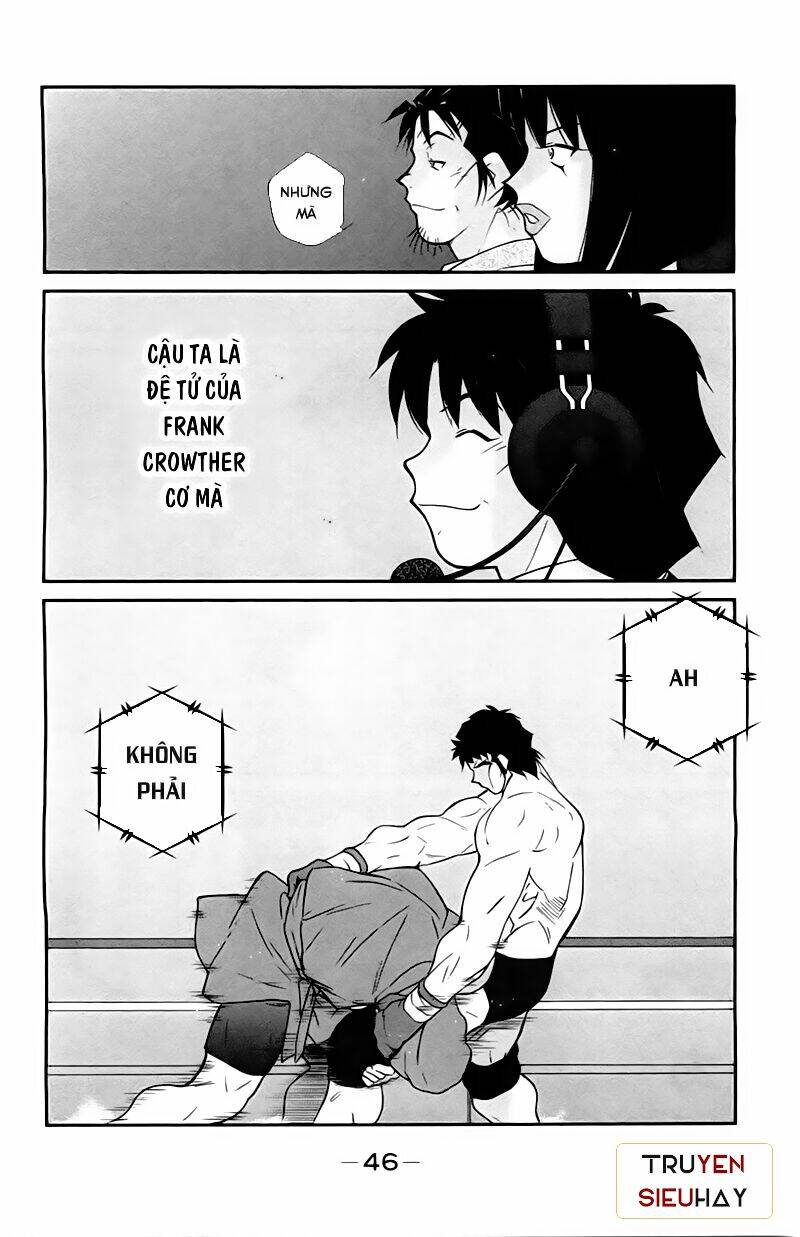 NHƯNG
MÀ
CẬU TA LÀ
ĐỆ TỬ CỦA
FRANK
CROWTHER
CƠ MÀ
AH
KHÔNG
PHẢI
-46-
TRUYEN
SIEUHAY